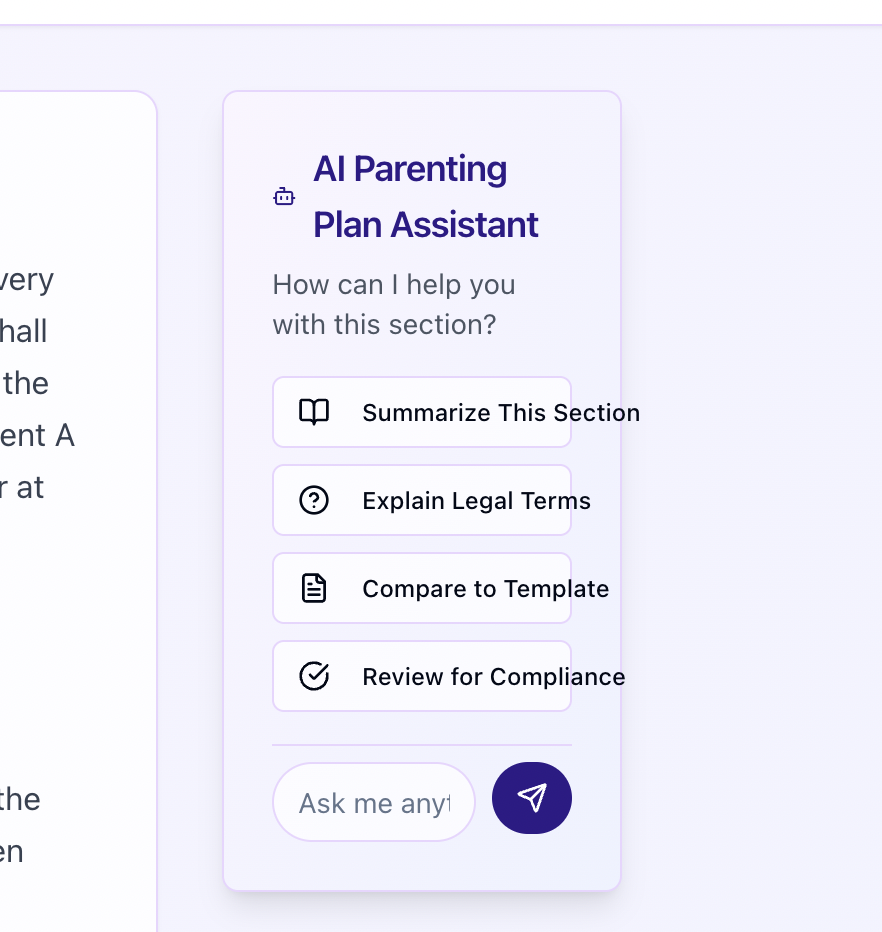 very
hall
the
ent A
r at
the
en
AI Parenting
Plan Assistant
How can I help you
with this section?
Summarize This Section
Explain Legal Terms
Compare to Template
Review for Compliance
Ask me any